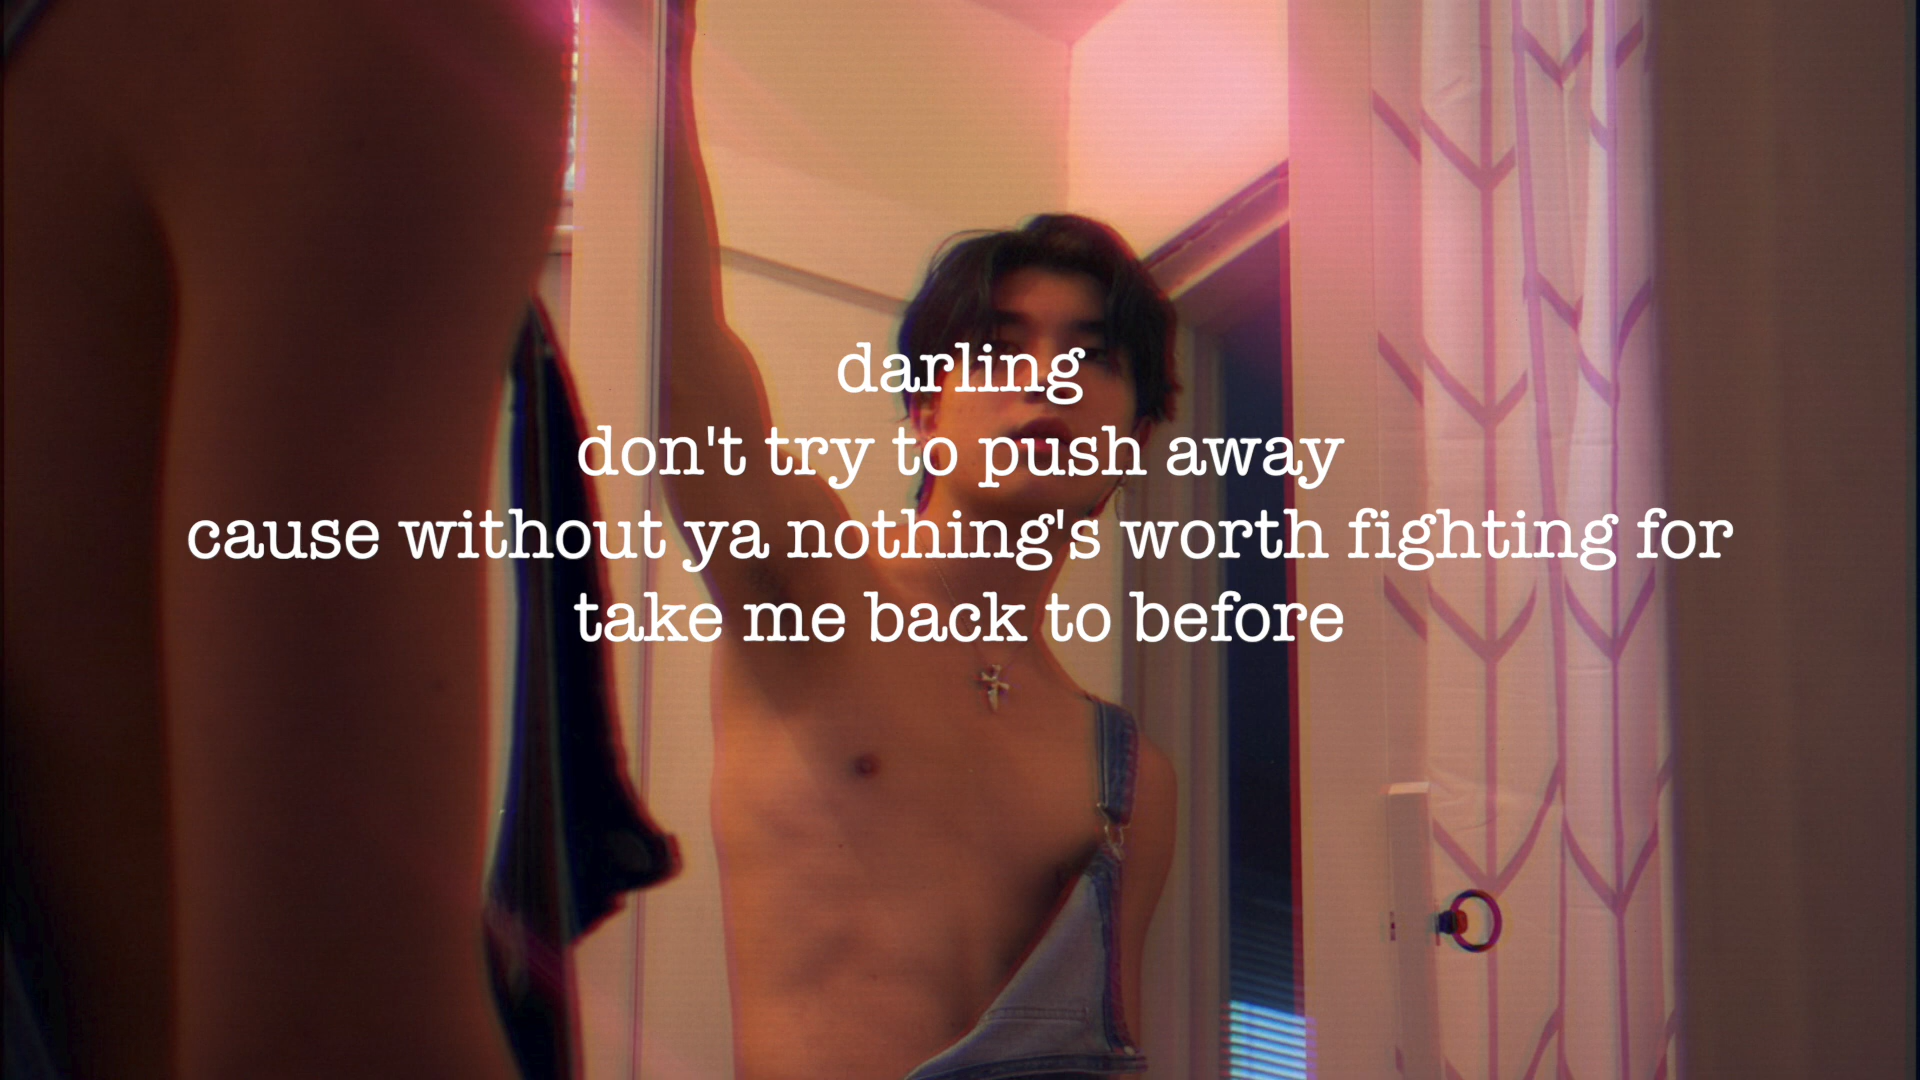 darling
don't try to push away
cause without ya nothing's worth fighting for
take me back to before